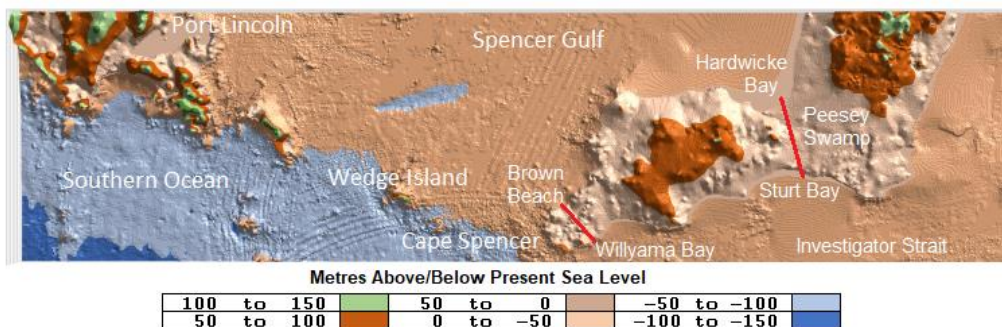 Port Lincoln
Spencer Gulf
Hardwicke
Bay
Peesey
Swamp
Southern Ocean
Wedge Island
Brown
Beach
Sturt Bay
Cape Spencer
Willyama Bay
Investigator Strait
Metres Above/Below Present Sea Level
100 to 150 50 to 0 -50 to -100
50 to 100 0 to -50 -100 to -150